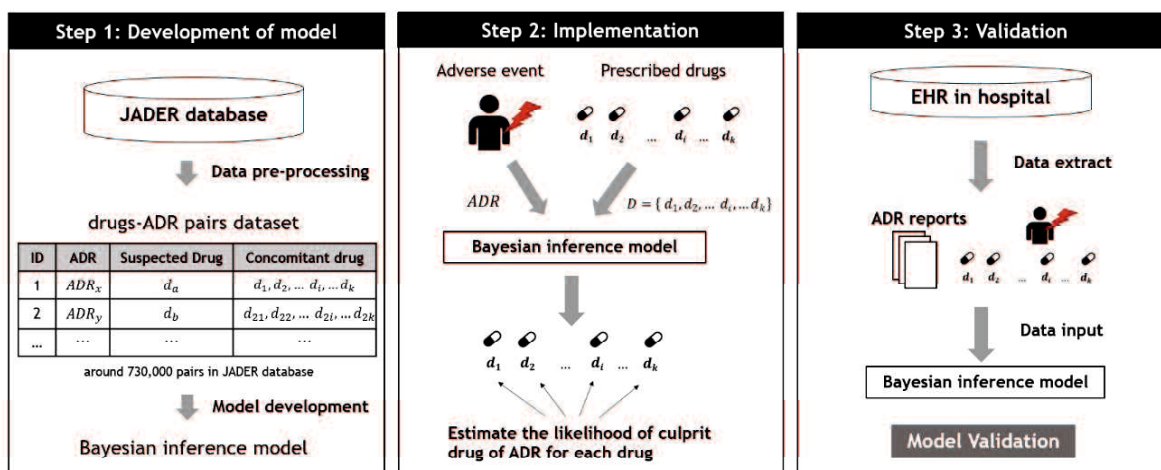 Step 1: Development of model
JADER database
Data pre-processing
drugs-ADR pairs dataset
ID ADR Suspected Drug Concomitant drug
1 ADRₓ dₐ d₁, d₂, ... dᵢ, ... dₖ
2 ADR_y d_b d₂₁, d₂₂, ... d₂ᵢ, ... d₂ₖ
... ... ... ...
around 730,000 pairs in JADER database
Model development
Bayesian inference model
Step 2: Implementation
Adverse event
Prescribed drugs
d₁ d₂ ... dᵢ ... dₖ
ADR
D = { d₁, d₂, ... dᵢ, ... dₖ}
Bayesian inference model
d₁ d₂ ... dᵢ ... dₖ
Estimate the likelihood of culprit
drug of ADR for each drug
Step 3: Validation
EHR in hospital
Data extract
ADR reports
d₁ d₂ ... dᵢ ... dₖ
Data input
Bayesian inference model
Model Validation